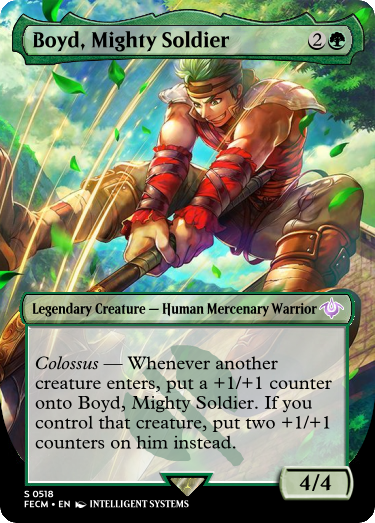 Boyd, Mighty Soldier 2
Legendary Creature — Human Mercenary Warrior
Colossus — Whenever another
creature enters, put a +1/+1 counter
onto Boyd, Mighty Soldier. If you
control that creature, put two +1/+1
counters on him instead.
4/4
S 0518
FECM • EN INTELLIGENT SYSTEMS